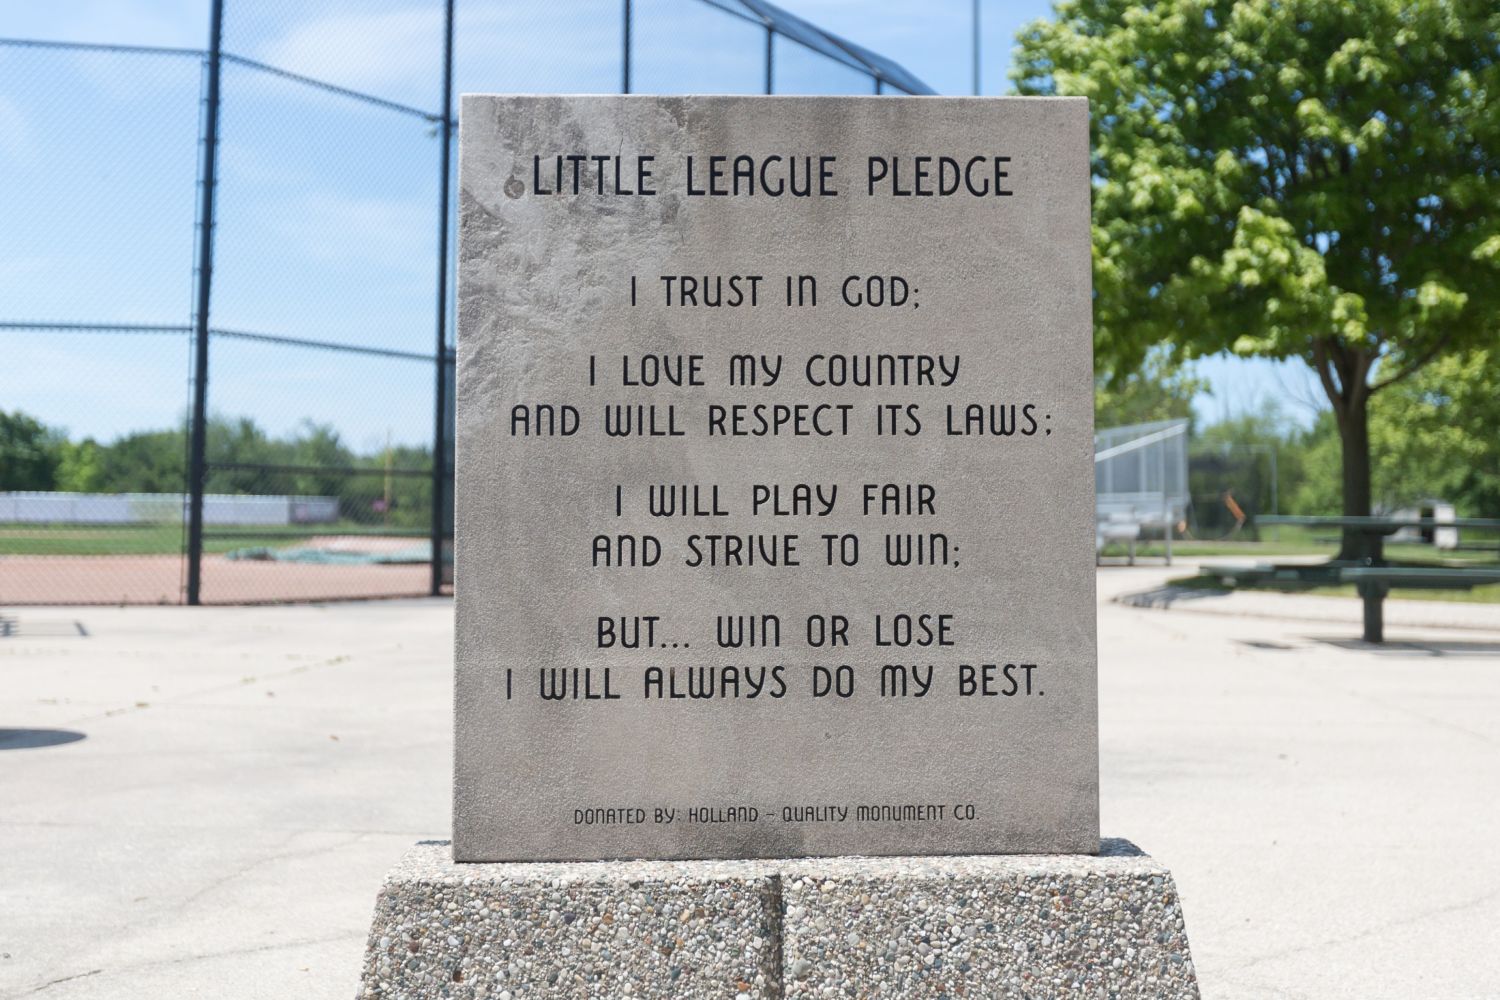 LITTLE LEAGUE PLEDGE
I TRUST IN GOD;
I LOVE MY COUNTRY
AND WILL RESPECT ITS LAWS;
I WILL PLAY FAIR
AND STRIVE TO WIN;
BUT... WIN OR LOSE
I WILL ALWAYS DO MY BEST.
DONATED BY: HOLLAND - QUALITY MONUMENT CO.